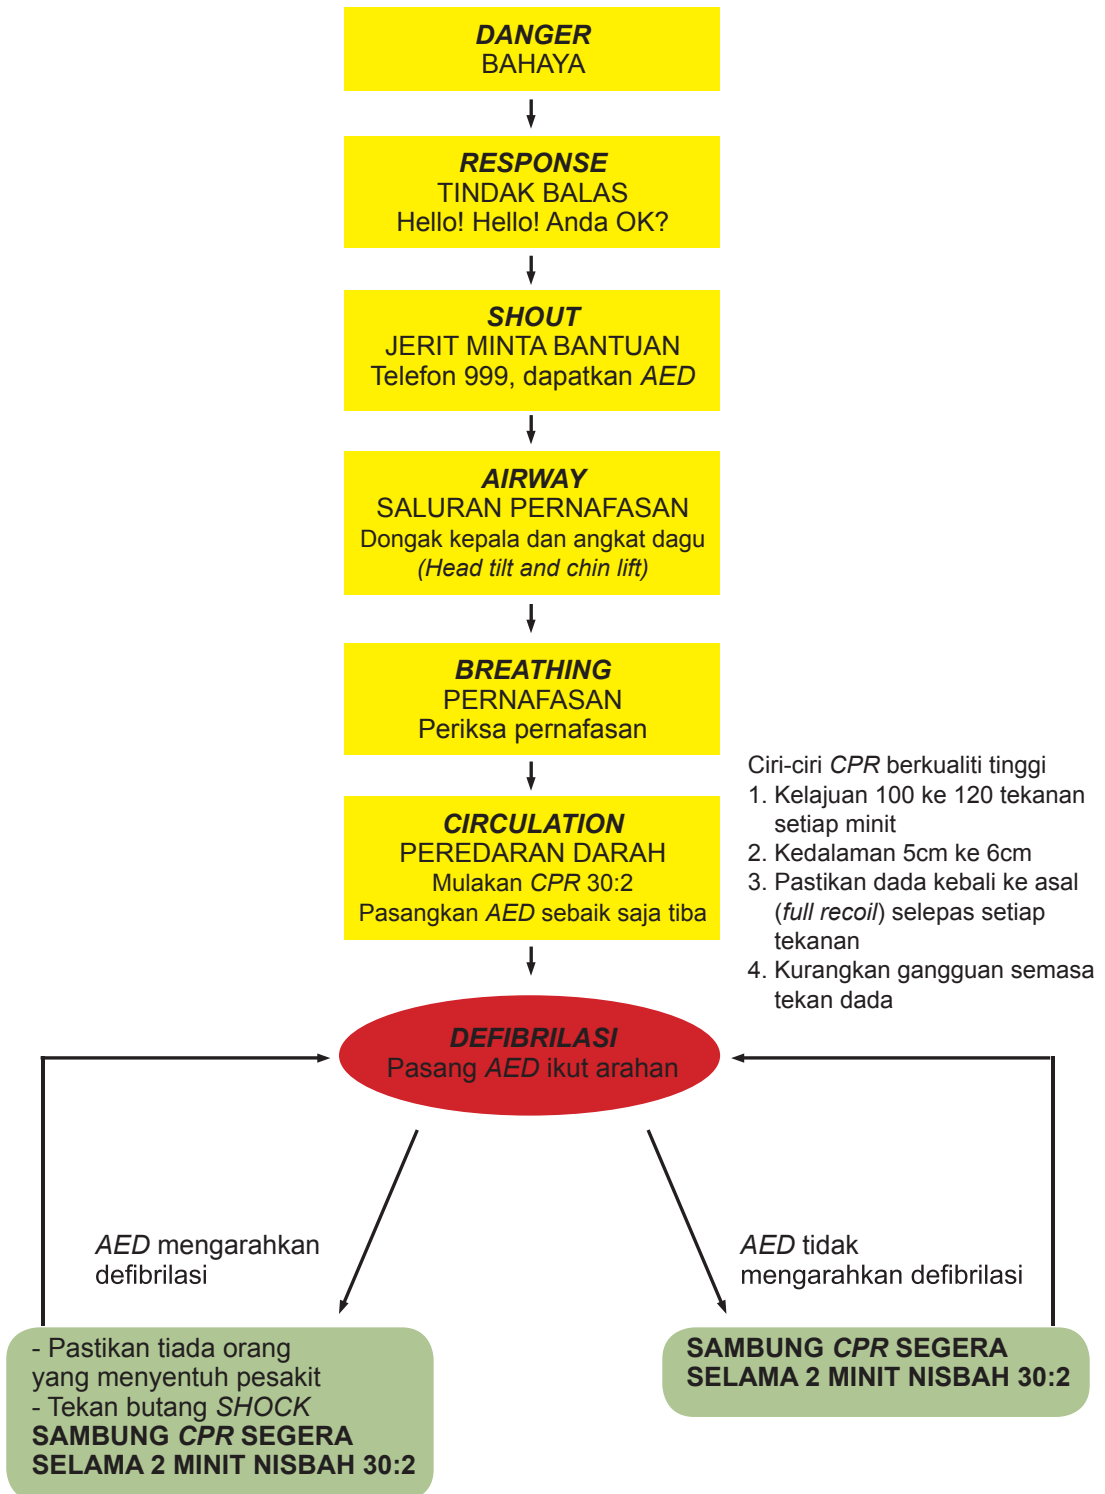 DANGER
BAHAYA
RESPONSE
TINDAK BALAS
Hello! Hello! Anda OK?
SHOUT
JERIT MINTA BANTUAN
Telefon 999, dapatkan AED
AIRWAY
SALURAN PERNAFASAN
Dongak kepala dan angkat dagu
(Head tilt and chin lift)
BREATHING
PERNAFASAN
Periksa pernafasan
CIRCULATION
PEREDARAN DARAH
Mulakan CPR 30:2
Pasangkan AED sebaik saja tiba
Ciri-ciri CPR berkualiti tinggi
1. Kelajuan 100 ke 120 tekanan
setiap minit
2. Kedalaman 5cm ke 6cm
3. Pastikan dada kebali ke asal
(full recoil) selepas setiap
tekanan
4. Kurangkan gangguan semasa
tekan dada
DEFIBRILASI
Pasang AED ikut arahan
AED mengarahkan
defibrilasi
AED tidak
mengarahkan defibrilasi
- Pastikan tiada orang
yang menyentuh pesakit
- Tekan butang SHOCK
SAMBUNG CPR SEGERA
SELAMA 2 MINIT NISBAH 30:2
SAMBUNG CPR SEGERA
SELAMA 2 MINIT NISBAH 30:2